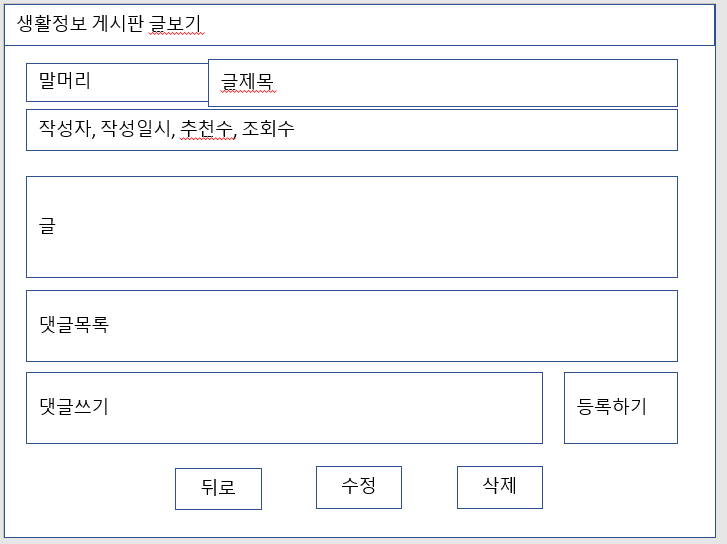 생활정보 게시판 글보기
말머리
글제목
작성자, 작성일시, 추천수, 조회수
글
댓글목록
댓글쓰기
등록하기
뒤로
수정
삭제